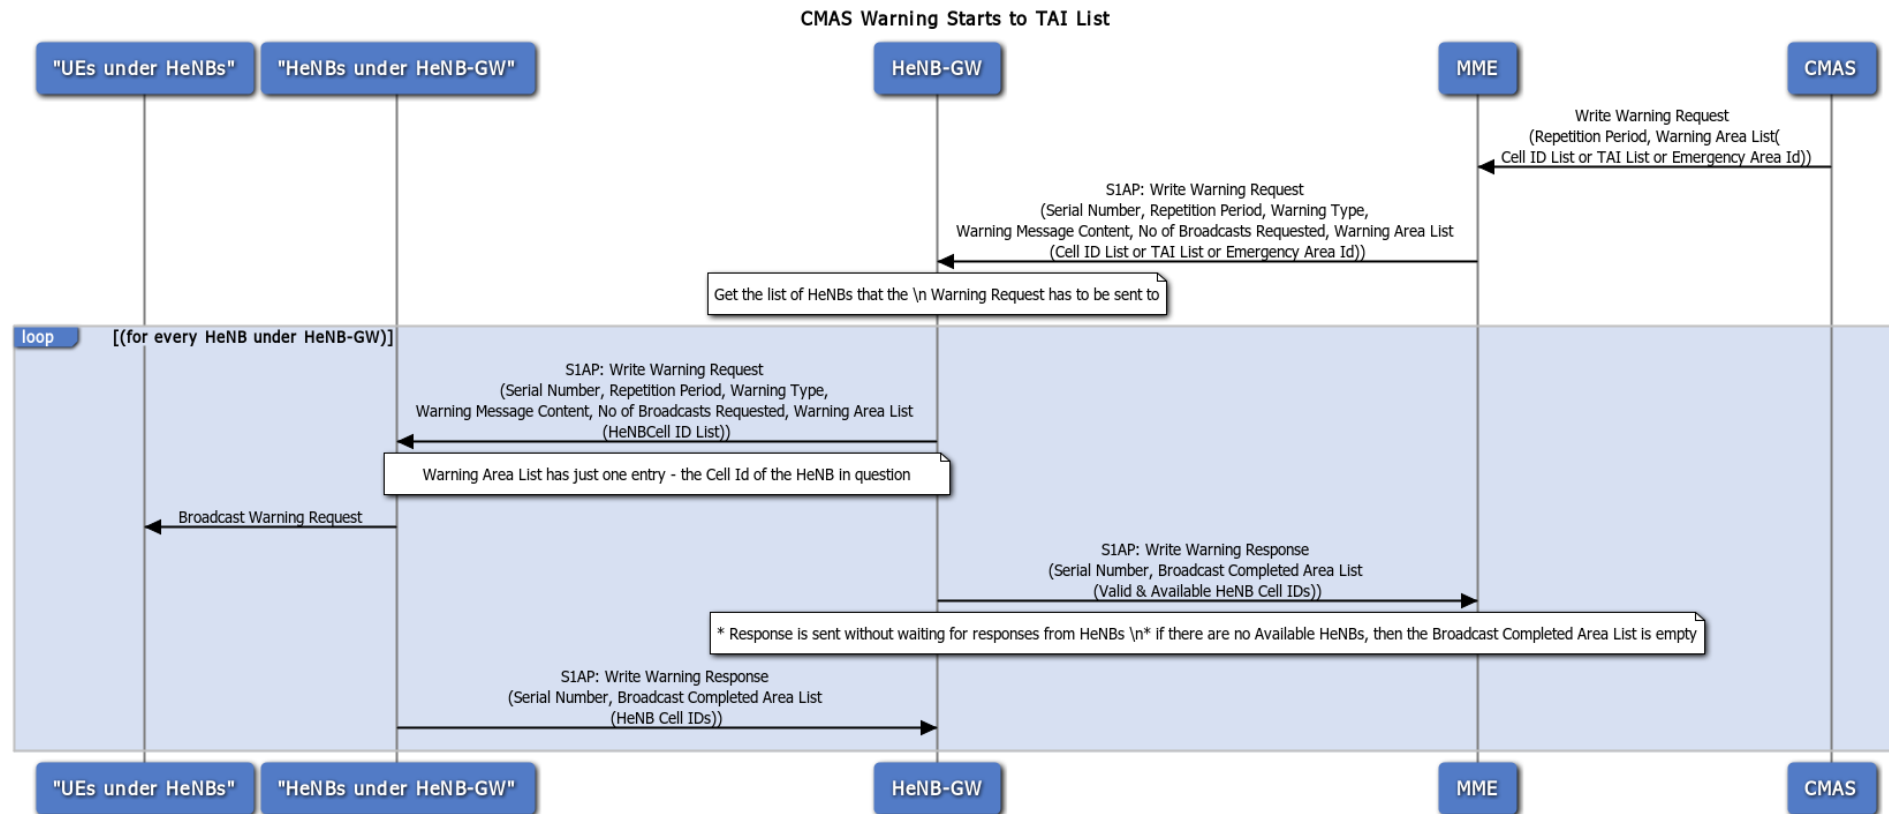 CMAS Warning Starts to TAI List
"UEs under HeNBs"
"HeNBs under HeNB-GW"
HeNB-GW
MME
CMAS
Write Warning Request
(Repetition Period, Warning Area List(
Cell ID List or TAI List or Emergency Area Id))
S1AP: Write Warning Request
(Serial Number, Repetition Period, Warning Type,
Warning Message Content, No of Broadcasts Requested, Warning Area List
(Cell ID List or TAI List or Emergency Area Id))
Get the list of HeNBs that the \n Warning Request has to be sent to
loop
[(for every HeNB under HeNB-GW)]
S1AP: Write Warning Request
(Serial Number, Repetition Period, Warning Type,
Warning Message Content, No of Broadcasts Requested, Warning Area List
(HeNBCell ID List))
Warning Area List has just one entry - the Cell Id of the HeNB in question
Broadcast Warning Request
S1AP: Write Warning Response
(Serial Number, Broadcast Completed Area List
(Valid & Available HeNB Cell IDs))
* Response is sent without waiting for responses from HeNBs \n* if there are no Available HeNBs, then the Broadcast Completed Area List is empty
S1AP: Write Warning Response
(Serial Number, Broadcast Completed Area List
(HeNB Cell IDs))
"UEs under HeNBs"
"HeNBs under HeNB-GW"
HeNB-GW
MME
CMAS